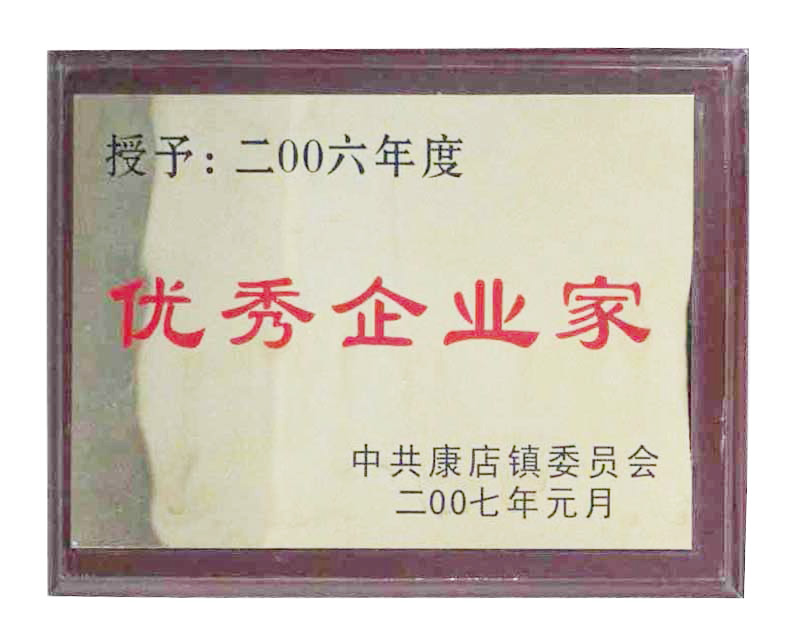 授予：二00六年度
优秀企业家
中共康店镇委员会
二00七年元月